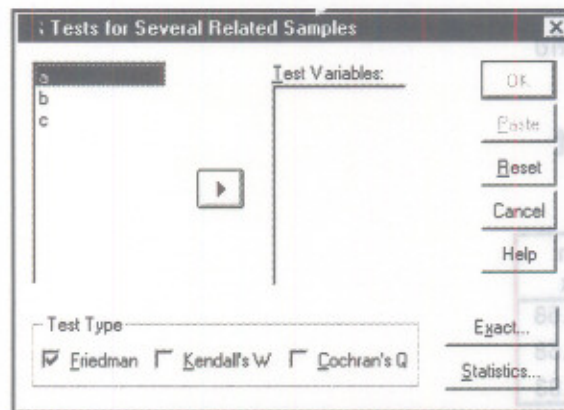 Tests for Several Related Samples
a
b
c
Test Variables:
OK
Paste
Reset
Cancel
Help
Test Type
Friedman
Kendall's W
Cochran's Q
Exact...
Statistics...